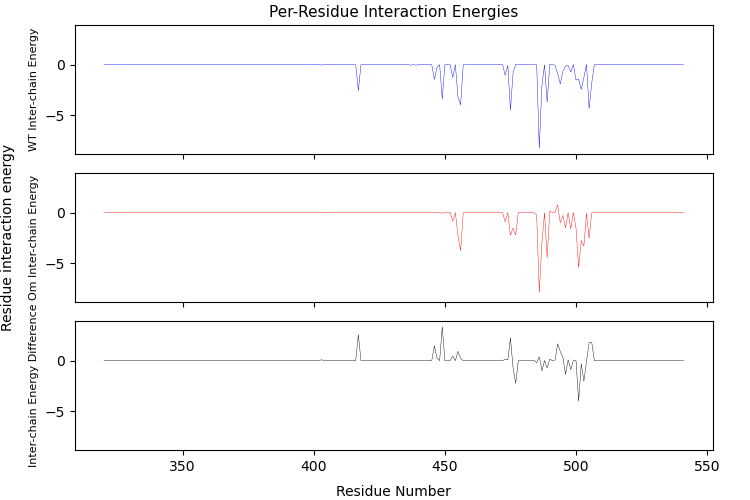 Per-Residue Interaction Energies
Residue interaction energy
WT Inter-chain Energy
0
−5
Om Inter-chain Energy
0
−5
Inter-chain Energy Difference
0
−5
350
400
450
500
550
Residue Number